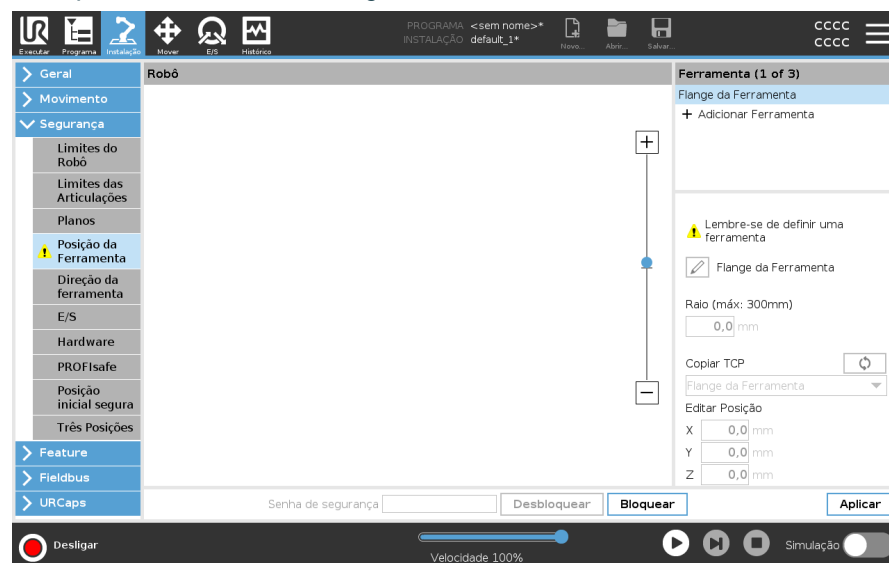 PROGRAMA <sem nome>*
INSTALAÇÃO default_1*
Executar Programa Instalação Mover E/S Histórico
Novo... Abrir... Salvar...
CCCC
CCCC
Geral
Movimento
Segurança
Limites do
Robô
Limites das
Articulações
Planos
Posição da
Ferramenta
Direção da
ferramenta
E/S
Hardware
PROFIsafe
Posição
inicial segura
Três Posições
Feature
Fieldbus
URCaps
Robô
Ferramenta (1 of 3)
Flange da Ferramenta
+ Adicionar Ferramenta
Lembre-se de definir uma
ferramenta
Flange da Ferramenta
Raio (máx: 300mm)
0,0 mm
Copiar TCP
Flange da Ferramenta
Editar Posição
X 0,0 mm
Y 0,0 mm
Z 0,0 mm
Senha de segurança Desbloquear Bloquear Aplicar
Desligar
Velocidade 100%
Simulação